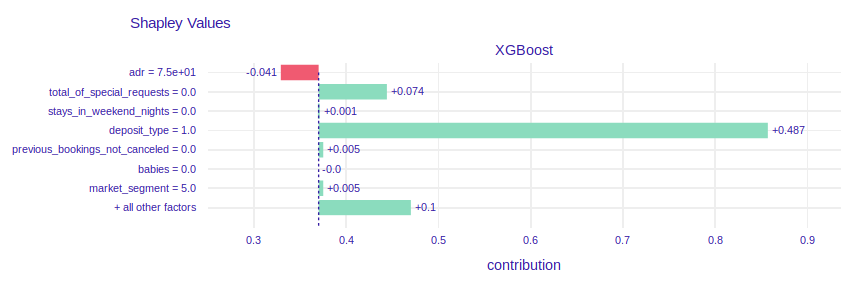 Shapley Values
XGBoost
adr = 7.5e+01 -0.041
total_of_special_requests = 0.0 +0.074
stays_in_weekend_nights = 0.0 +0.001
deposit_type = 1.0 +0.487
previous_bookings_not_canceled = 0.0 +0.005
babies = 0.0 -0.0
market_segment = 5.0 +0.005
+ all other factors +0.1
0.3 0.4 0.5 0.6 0.7 0.8 0.9
contribution